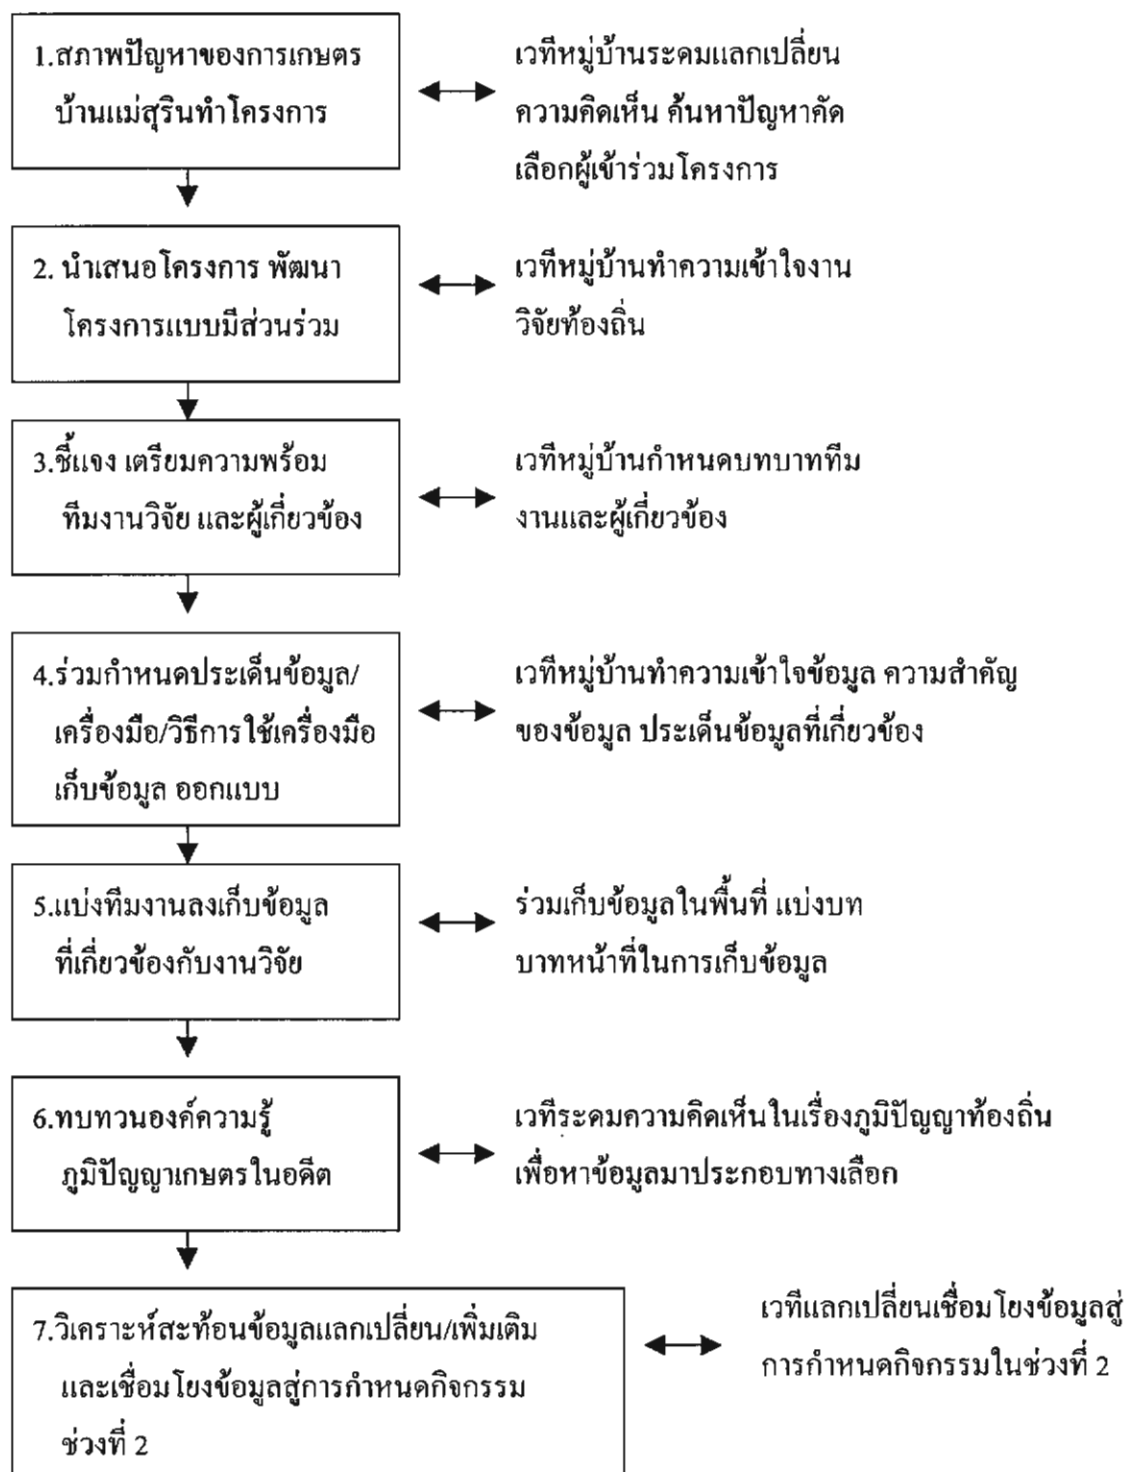 1.สภาพปัญหาของการเกษตร
บ้านแม่สุรินทำโครงการ
เวทีหมู่บ้านระดมแลกเปลี่ยน
ความคิดเห็น ค้นหาปัญหาคัด
เลือกผู้เข้าร่วมโครงการ
2. นำเสนอโครงการ พัฒนา
โครงการแบบมีส่วนร่วม
เวทีหมู่บ้านทำความเข้าใจงาน
วิจัยท้องถิ่น
3.ชี้แจง เตรียมความพร้อม
ทีมงานวิจัย และผู้เกี่ยวข้อง
เวทีหมู่บ้านกำหนดบทบาททีม
งานและผู้เกี่ยวข้อง
4.ร่วมกำหนดประเด็นข้อมูล/
เครื่องมือ/วิธีการใช้เครื่องมือ
เก็บข้อมูล ออกแบบ
เวทีหมู่บ้านทำความเข้าใจข้อมูล ความสำคัญ
ของข้อมูล ประเด็นข้อมูลที่เกี่ยวข้อง
5.แบ่งทีมงานลงเก็บข้อมูล
ที่เกี่ยวข้องกับงานวิจัย
ร่วมเก็บข้อมูลในพื้นที่ แบ่งบท
บาทหน้าที่ในการเก็บข้อมูล
6.ทบทวนองค์ความรู้
ภูมิปัญญาเกษตรในอดีต
เวทีระดมความคิดเห็นในเรื่องภูมิปัญญาท้องถิ่น
เพื่อหาข้อมูลมาประกอบทางเลือก
7.วิเคราะห์สะท้อนข้อมูลแลกเปลี่ยน/เพิ่มเติม
และเชื่อมโยงข้อมูลสู่การกำหนดกิจกรรม
ช่วงที่ 2
เวทีแลกเปลี่ยนเชื่อมโยงข้อมูลสู่
การกำหนดกิจกรรมในช่วงที่ 2